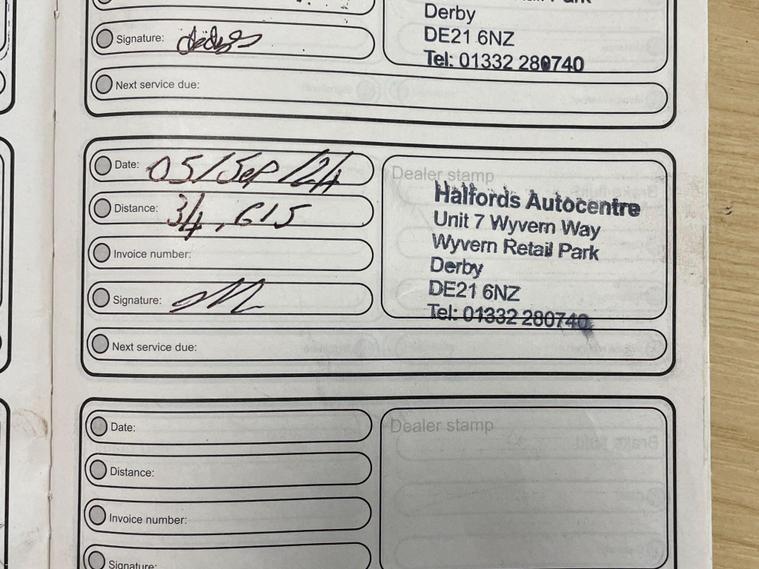 Derby
DE21 6NZ
Signature:
Tel: 01332 280740
Next service due:
Date: 05/Sep/24
Dealer stamp
Distance: 34,615
Halfords Autocentre
Unit 7 Wyvern Way
Invoice number:
Wyvern Retail Park
Derby
Signature:
DE21 6NZ
Tel: 01332 280740
Next service due:
Date:
Dealer stamp
Distance:
Invoice number:
Signature: